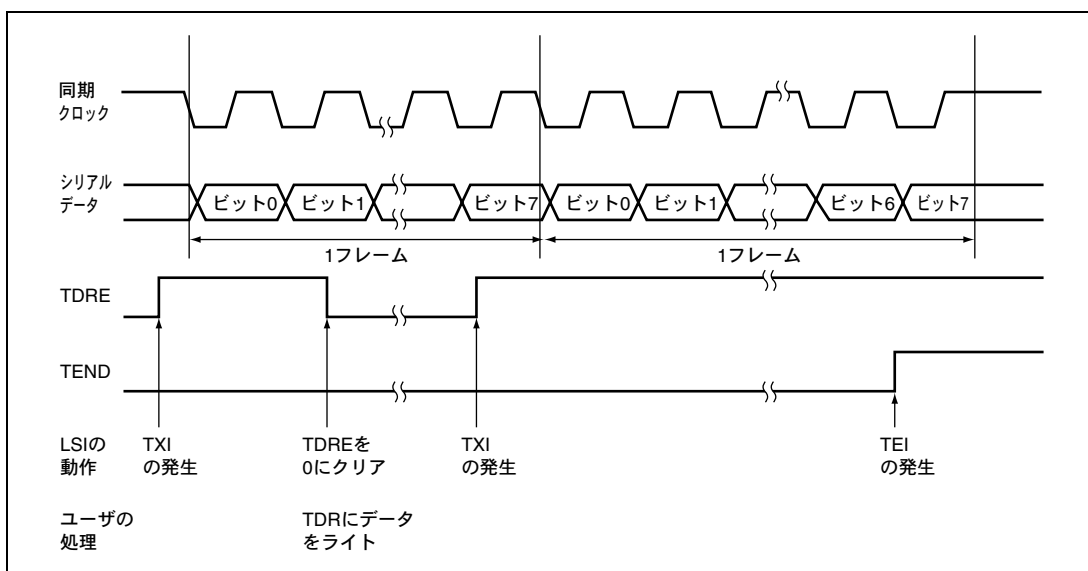 同期
クロック
シリアル
データ
ビット0
ビット1
ビット7
ビット0
ビット1
ビット6
ビット7
1フレーム
1フレーム
TDRE
TEND
LSIの
動作
TXI
の発生
TDREを
0にクリア
TXI
の発生
TEI
の発生
ユーザの
処理
TDRにデータ
をライト